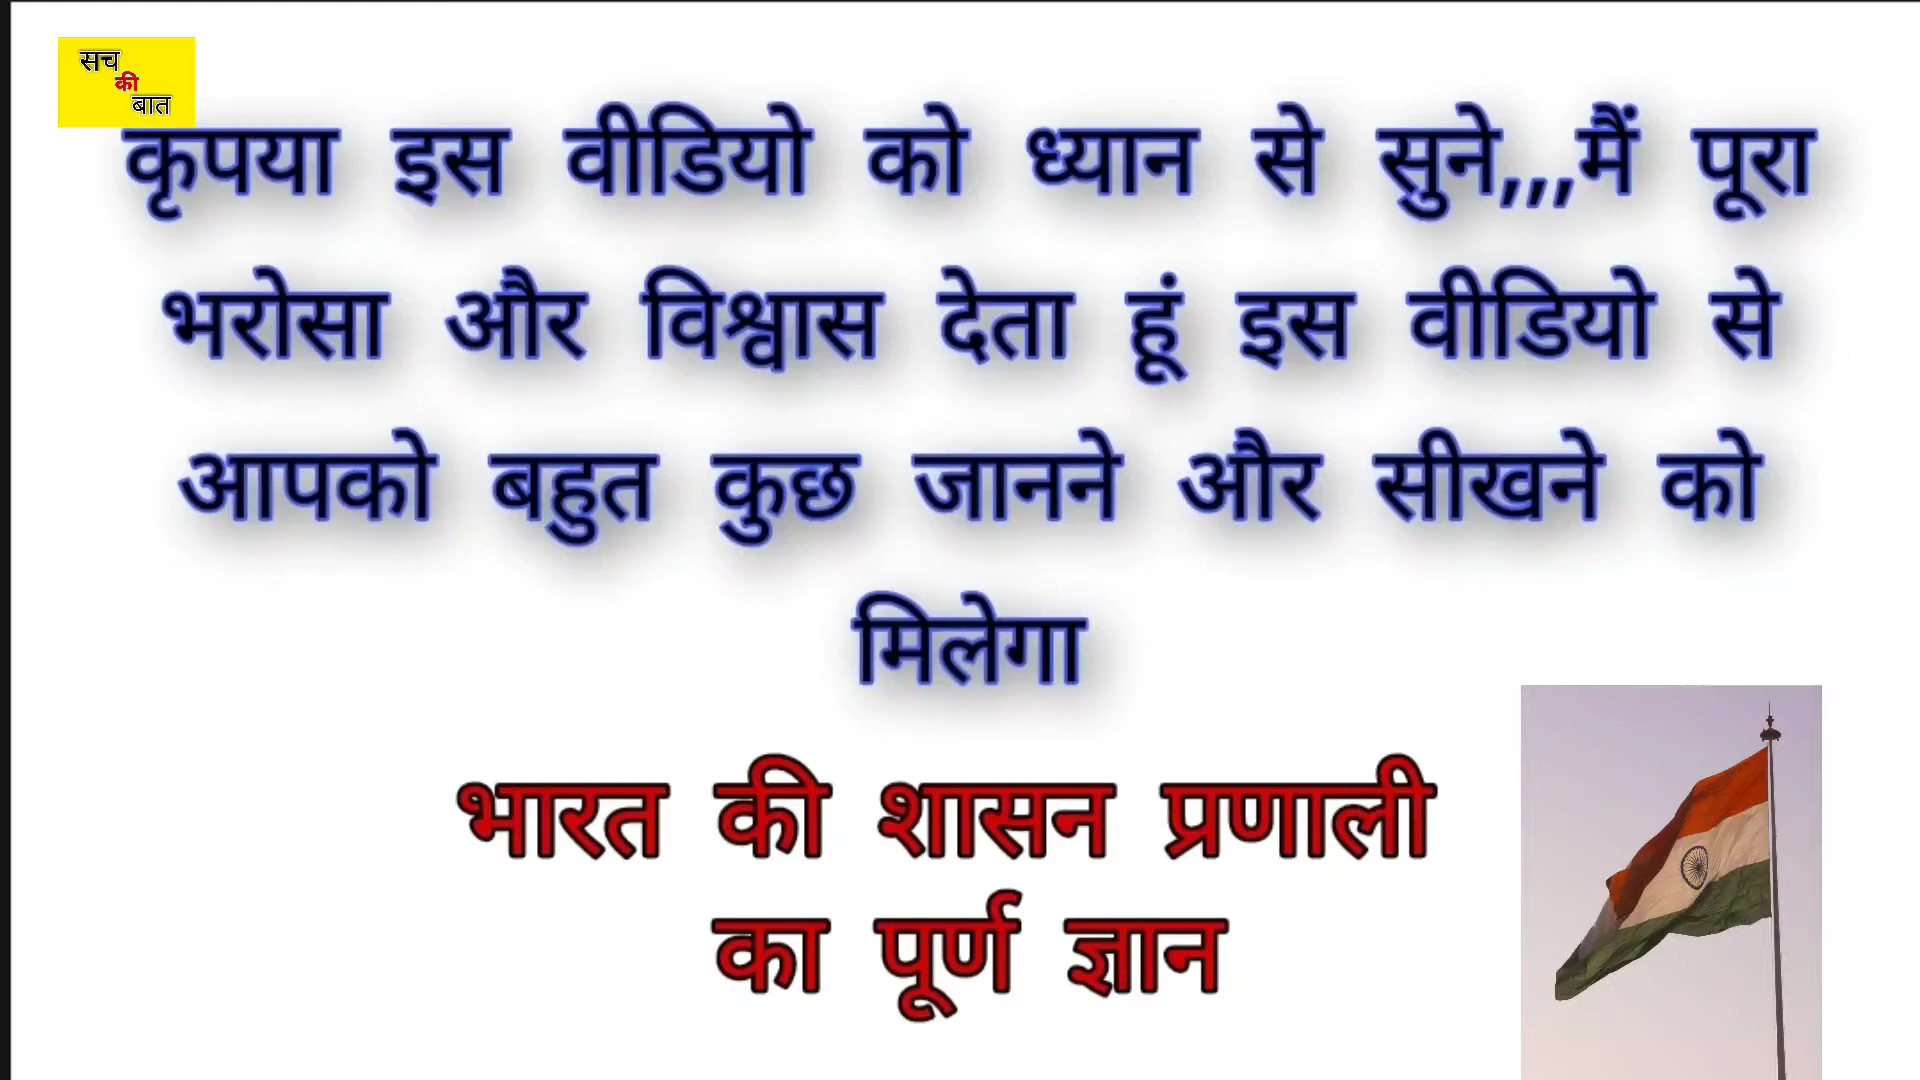 सच
की
बात
कृपया इस वीडियो को ध्यान से सुने,,,मैं पूरा
भरोसा और विश्वास देता हूं इस वीडियो से
आपको बहुत कुछ जानने और सीखने को
मिलेगा
भारत की शासन प्रणाली
का पूर्ण ज्ञान